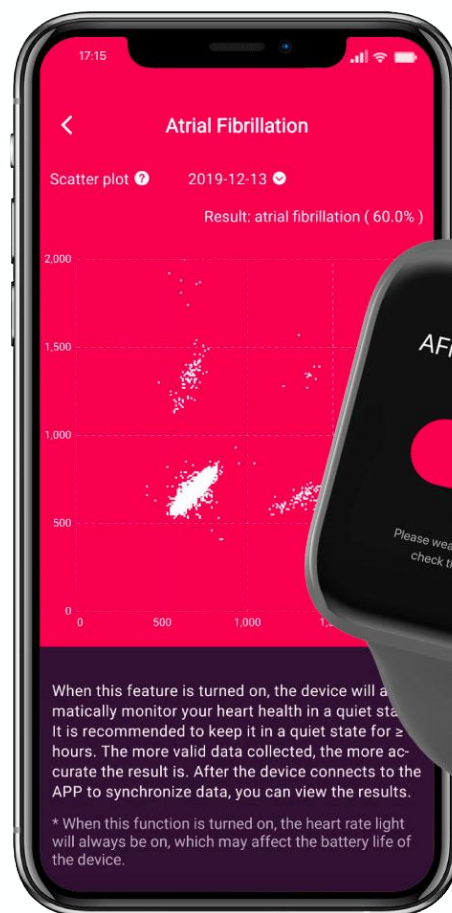 17:15
Atrial Fibrillation
Scatter plot ? 2019-12-13
Result: atrial fibrillation ( 60.0% )
2,000
1,500
1,000
500
0
0 500 1,000
Please
check
When this feature is turned on, the device will
matically monitor your heart health in a quiet
It is recommended to keep it in a quiet state for ≥
hours. The more valid data collected, the more ac-
curate the result is. After the device connects to the
APP to synchronize data, you can view the results.
* When this function is turned on, the heart rate light
will always be on, which may affect the battery life of
the device.